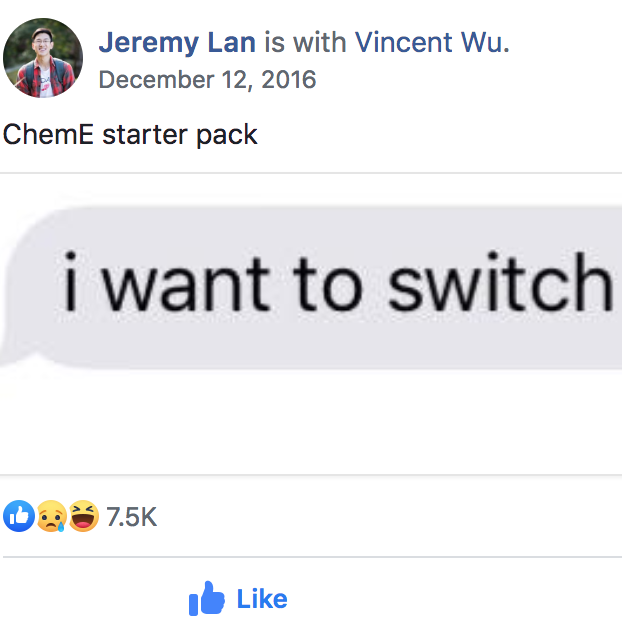 Jeremy Lan is with Vincent Wu.
December 12, 2016
ChemE starter pack
i want to switch
7.5K
Like